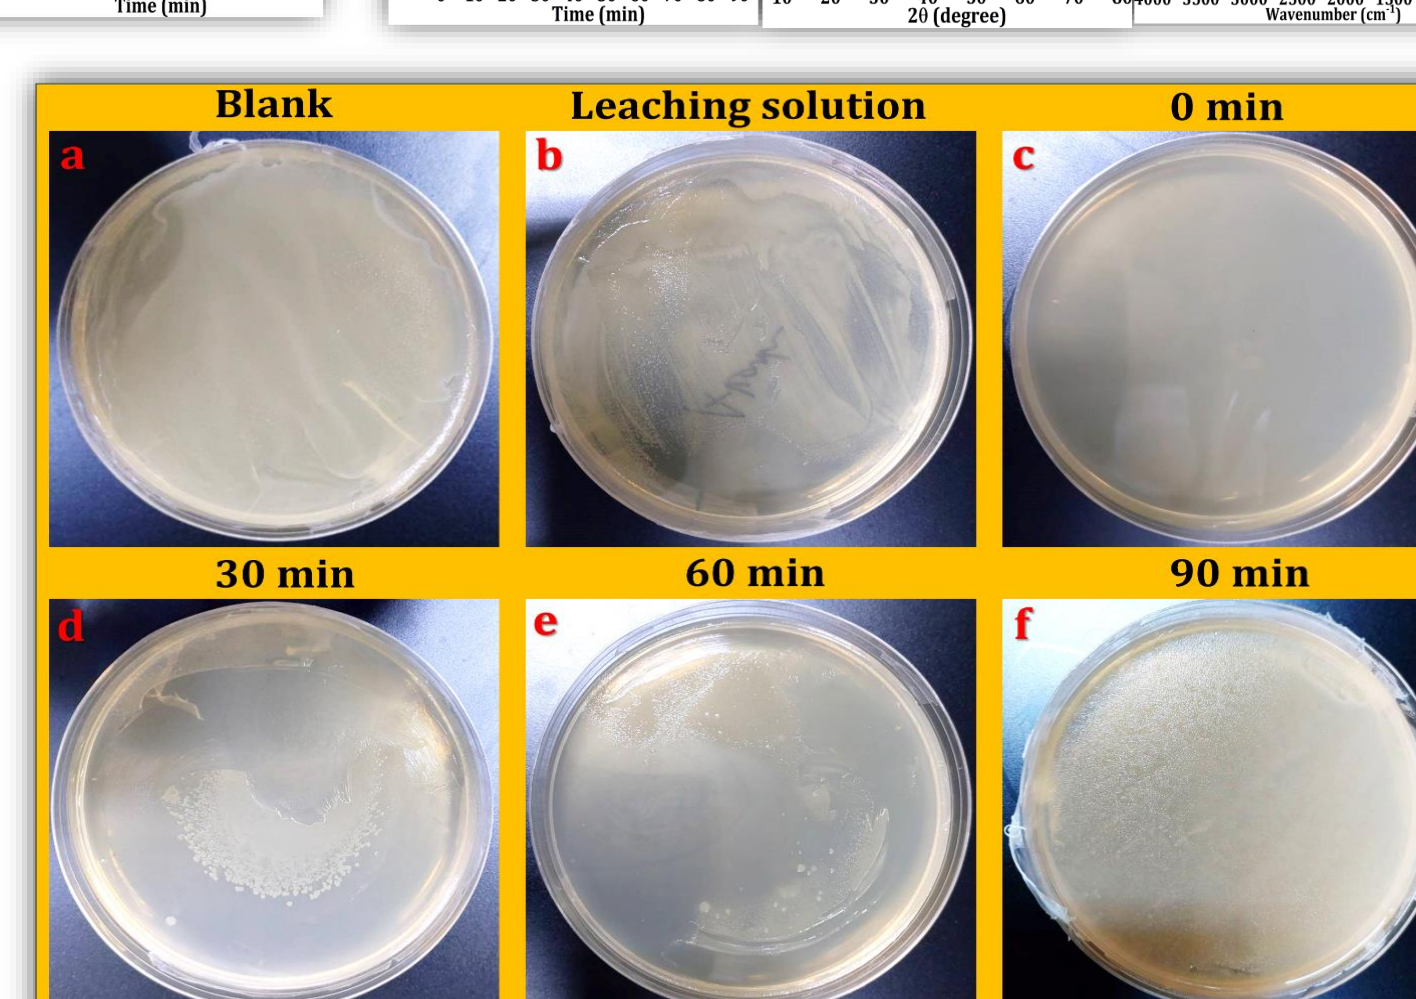 Time (min)
Time (min)
2θ (degree)
Wavenumber (cm-1)
Blank
Leaching solution
0 min
a
b
c
30 min
60 min
90 min
d
e
f